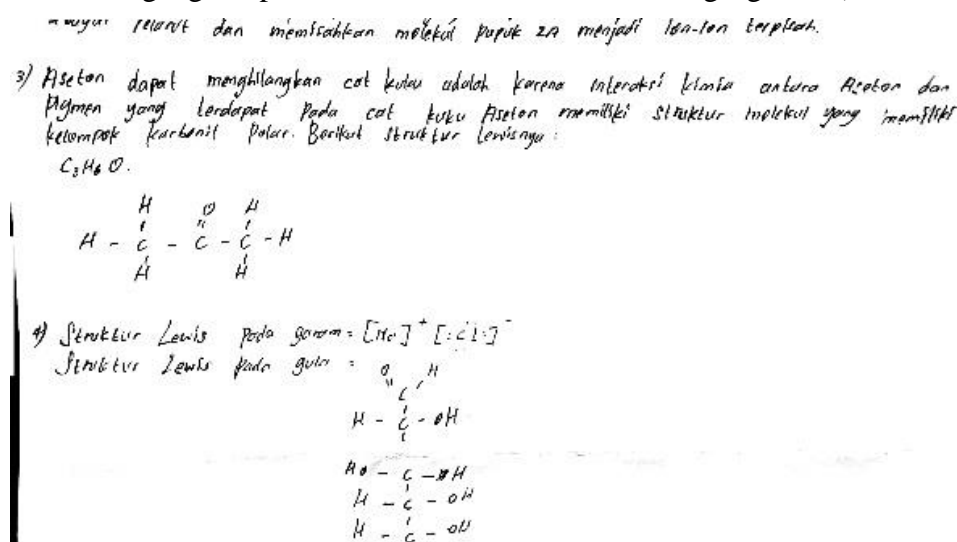 pelarut dan memisahkan molekul pupuk ZA menjadi Ion-Ion terpisah.
3) Aseton dapat menghilangkan cat kuku adalah karena interaksi kimia antara Aceton dan
Pigmen yang terdapat Pada cat kuku Aseton memiliki struktur molekul yang memiliki
kelompok karbonil Polar. Berikut struktur Lewisnya :
C₃H₆O.
H O H
H - C - C - C - H
H H
4) Struktur Lewis pada garam = [Na]⁺ [:Cl:]⁻
Struktur Lewis pada gula :
O H
C
H - C - OH
HO - C - OH
H - C - OH
H - C - OH